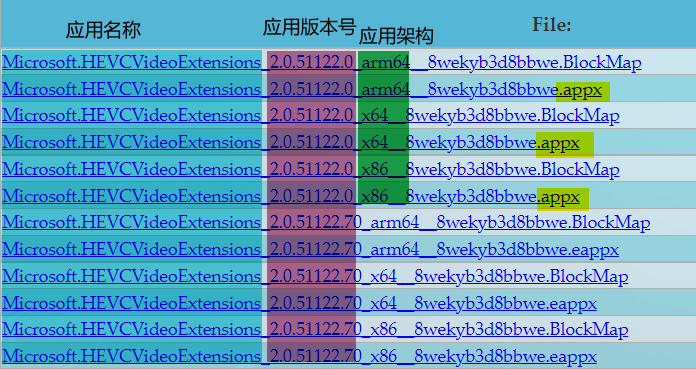 应用名称 应用版本号 应用架构 File:
Microsoft.HEVCVideoExtensions_2.0.51122.0_arm64__8wekyb3d8bbwe.BlockMap
Microsoft.HEVCVideoExtensions_2.0.51122.0_arm64__8wekyb3d8bbwe.appx
Microsoft.HEVCVideoExtensions_2.0.51122.0_x64__8wekyb3d8bbwe.BlockMap
Microsoft.HEVCVideoExtensions_2.0.51122.0_x64__8wekyb3d8bbwe.appx
Microsoft.HEVCVideoExtensions_2.0.51122.0_x86__8wekyb3d8bbwe.BlockMap
Microsoft.HEVCVideoExtensions_2.0.51122.0_x86__8wekyb3d8bbwe.appx
Microsoft.HEVCVideoExtensions_2.0.51122.70_arm64__8wekyb3d8bbwe.BlockMap
Microsoft.HEVCVideoExtensions_2.0.51122.70_arm64__8wekyb3d8bbwe.eappx
Microsoft.HEVCVideoExtensions_2.0.51122.70_x64__8wekyb3d8bbwe.BlockMap
Microsoft.HEVCVideoExtensions_2.0.51122.70_x64__8wekyb3d8bbwe.eappx
Microsoft.HEVCVideoExtensions_2.0.51122.70_x86__8wekyb3d8bbwe.BlockMap
Microsoft.HEVCVideoExtensions_2.0.51122.70_x86__8wekyb3d8bbwe.eappx